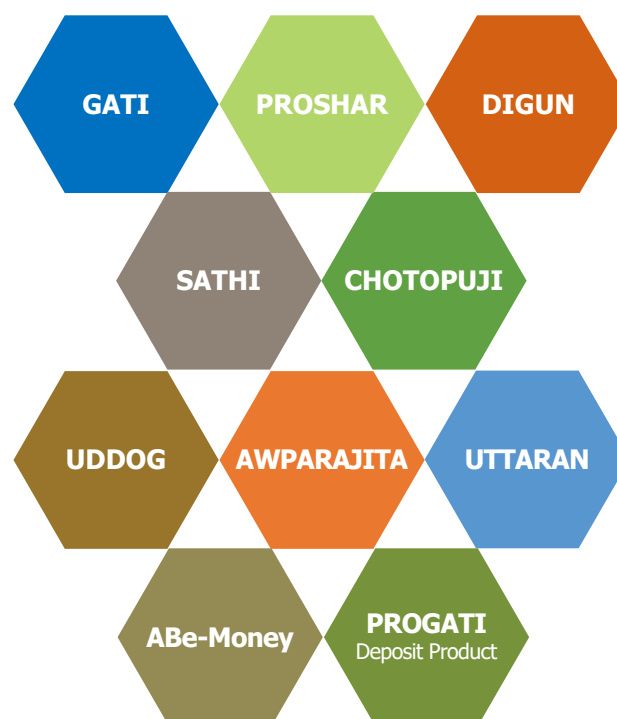 GATI
PROSHAR
DIGUN
SATHI
CHOTOPUJI
UDDOG
AWPARAJITA
UTTARAN
ABe-Money
PROGATI
Deposit Product